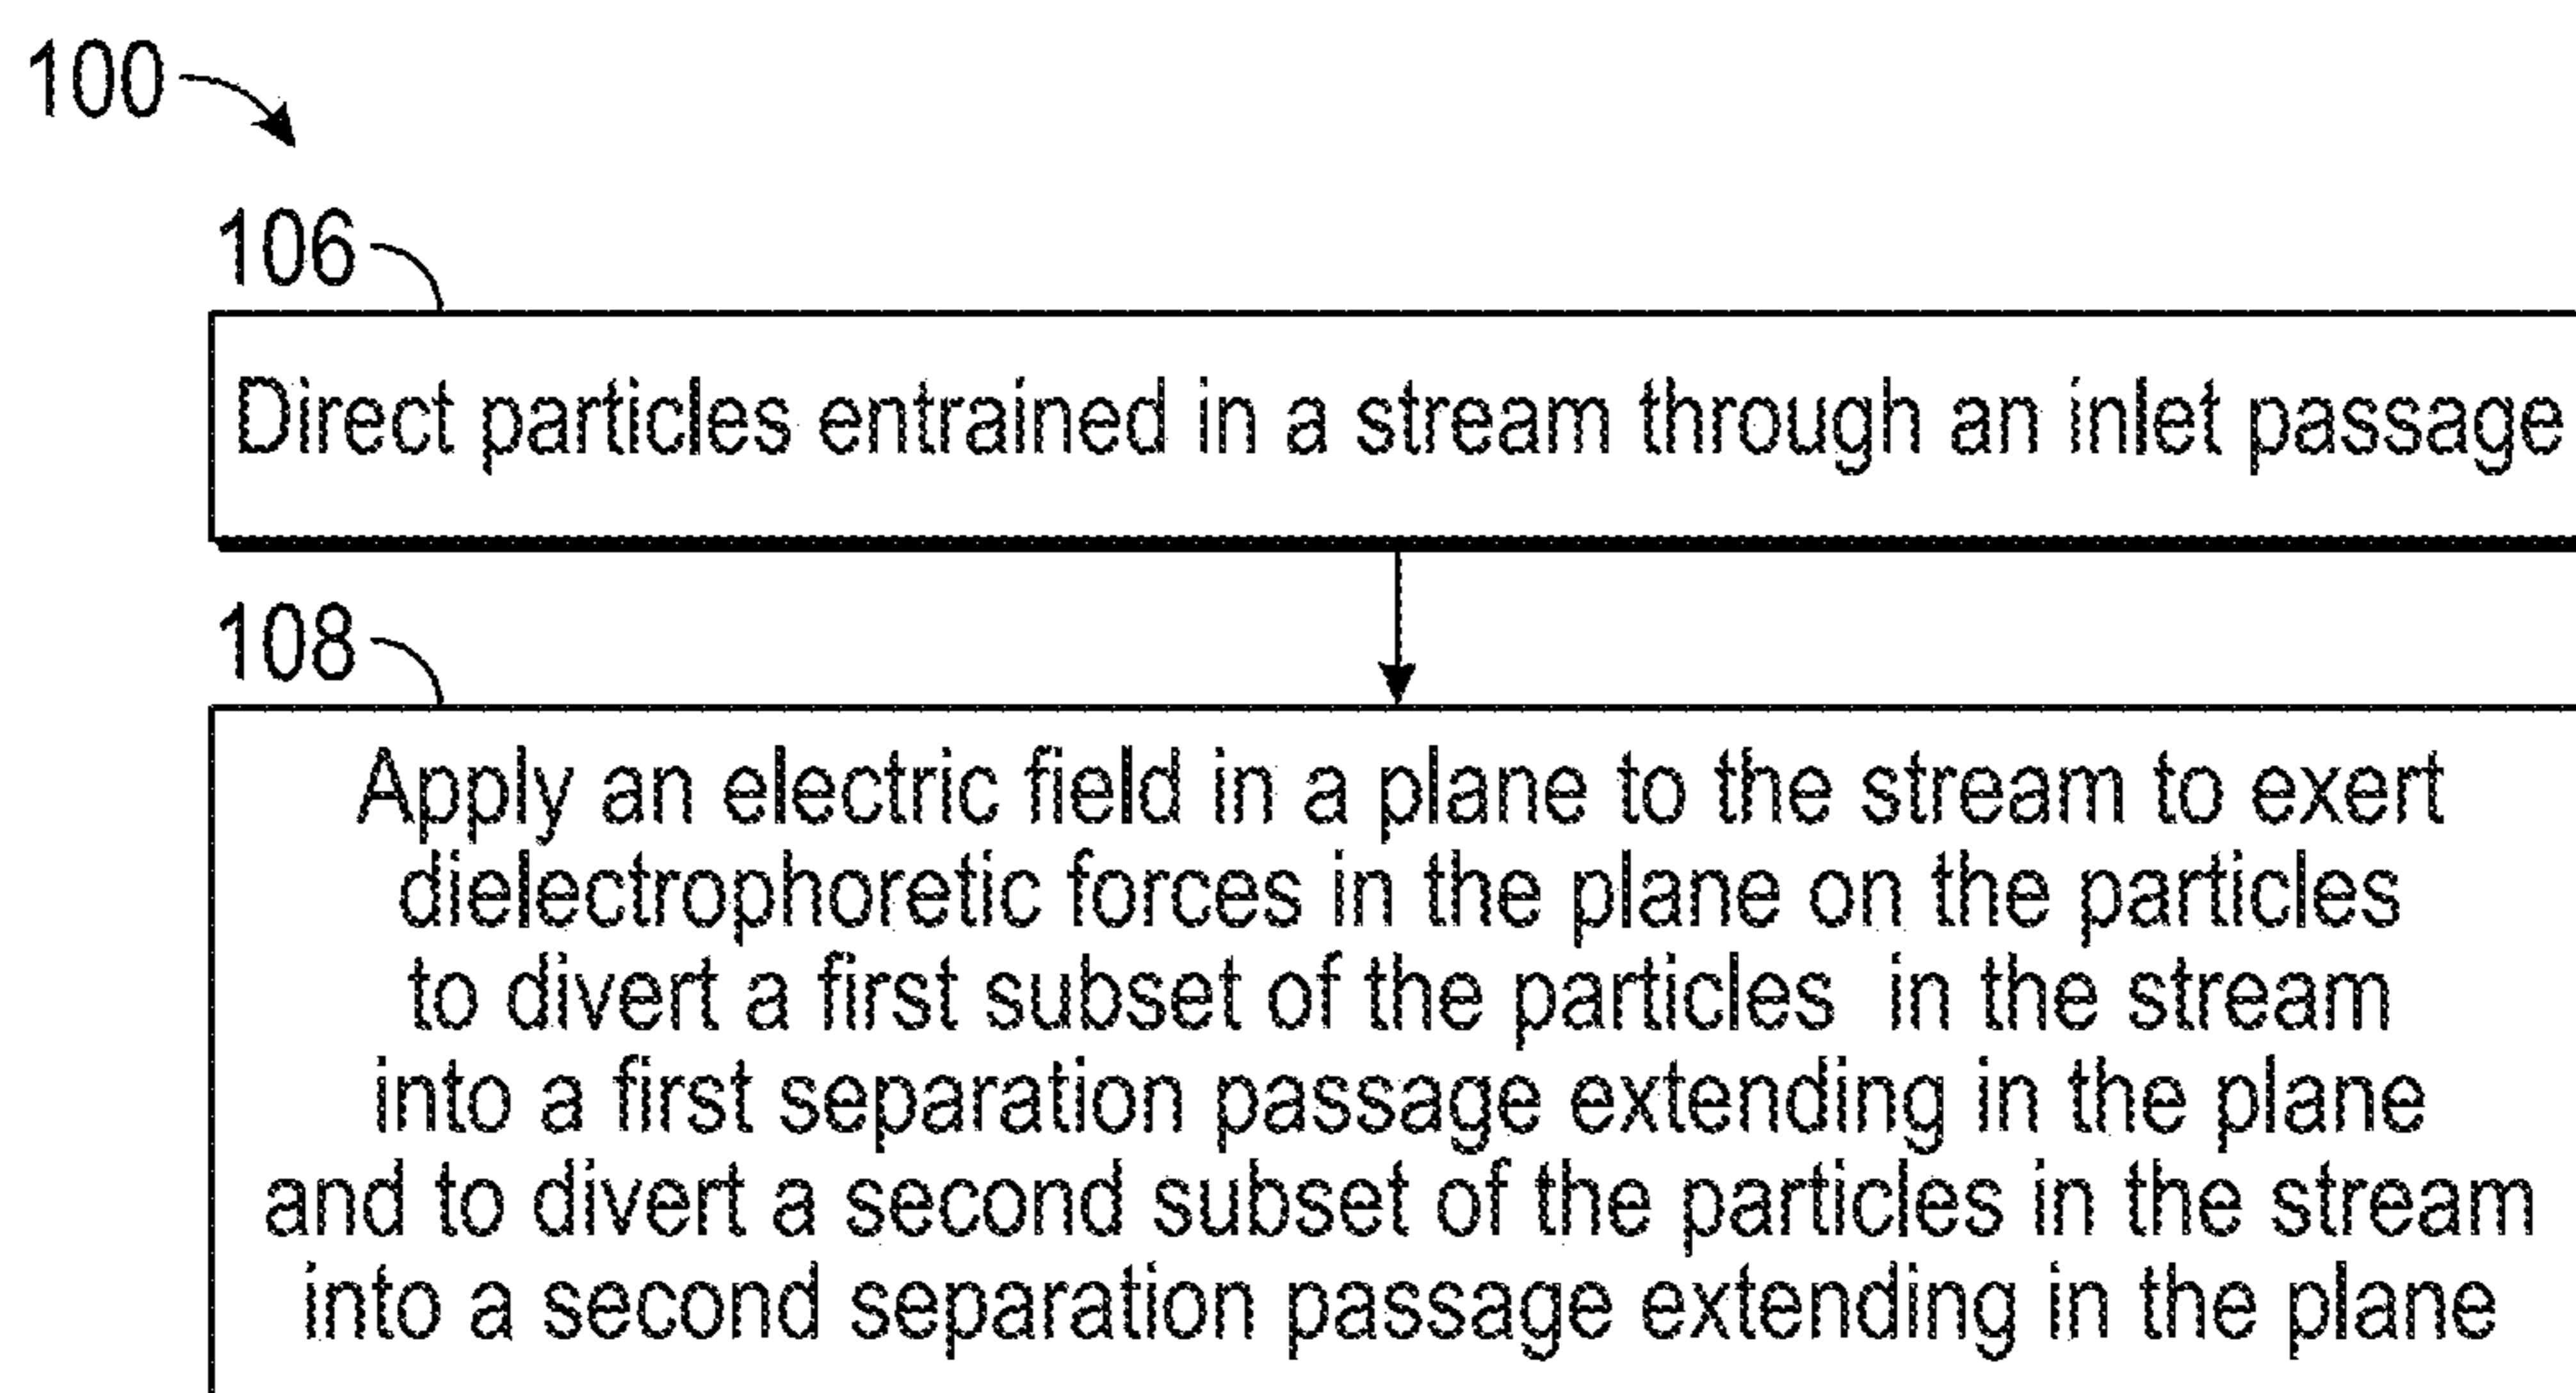 100
106
Direct particles entrained in a stream through an inlet passage
108
Apply an electric field in a plane to the stream to exert
dielectrophoretic forces in the plane on the particles
to divert a first subset of the particles in the stream
into a first separation passage extending in the plane
and to divert a second subset of the particles in the stream
into a second separation passage extending in the plane